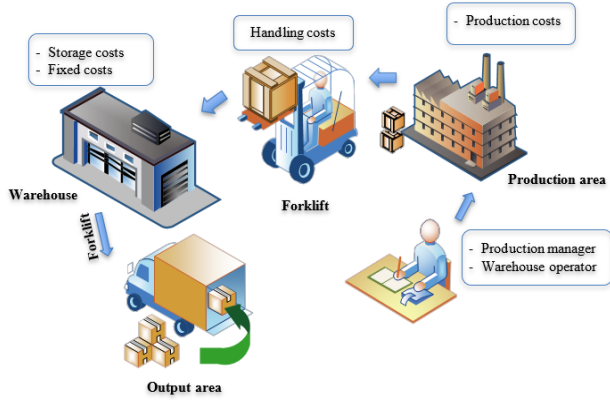 - Production costs
Handling costs
- Storage costs
- Fixed costs
Warehouse
Forklift
Production area
Forklift
- Production manager
- Warehouse operator
Output area